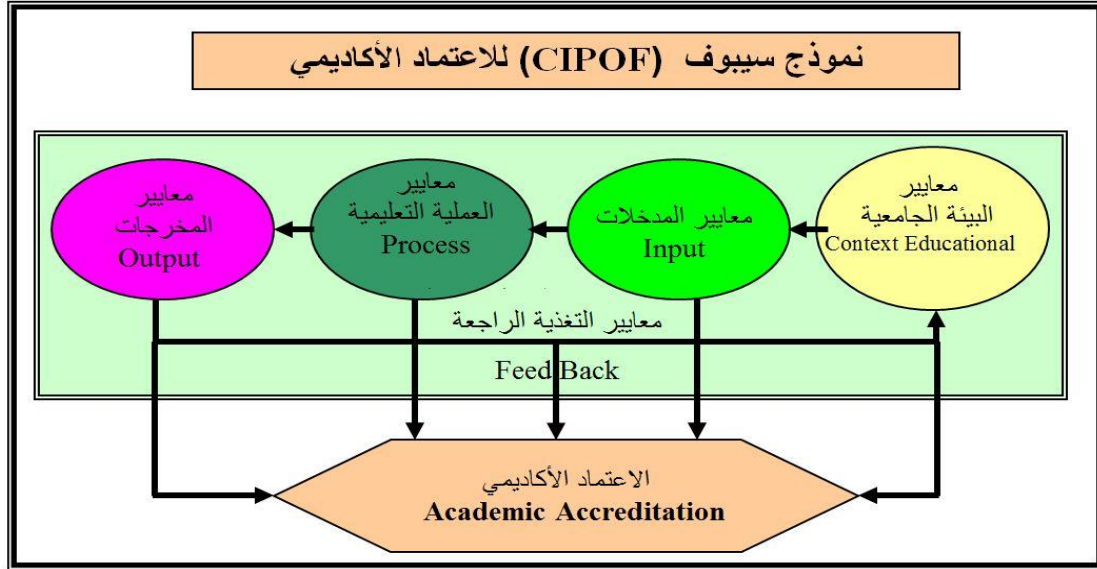 نموذج سيبوف (CIPOF) للاعتماد الأكاديمي
معايير
البيئة الجامعية
Context Educational
معايير المدخلات
Input
معايير
العملية التعليمية
Process
معايير
المخرجات
Output
معايير التغذية الراجعة
Feed Back
الاعتماد الأكاديمي
Academic Accreditation